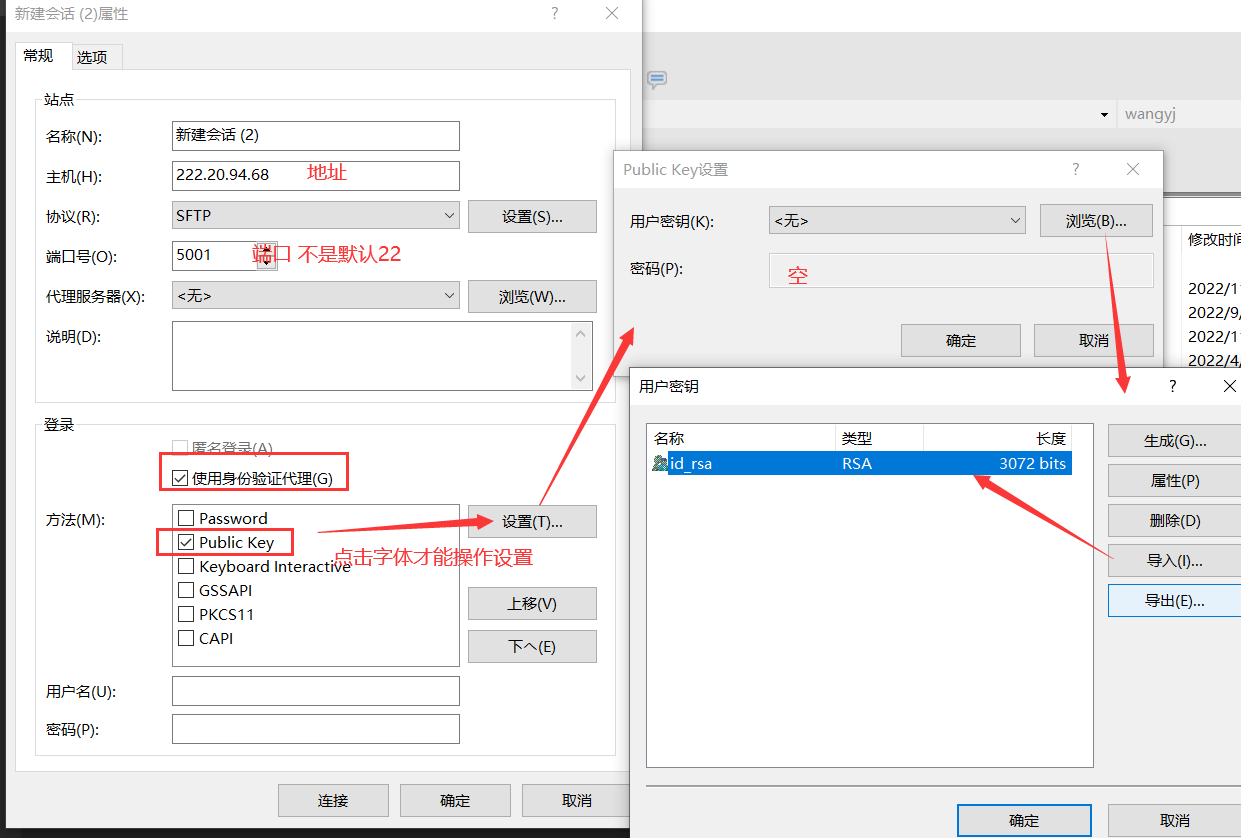 新建会话 (2)属性
?
常规
选项
站点
名称(N):
新建会话 (2)
主机(H):
222.20.94.68
地址
协议(R):
SFTP
设置(S)...
端口号(O):
5001
端口 不是默认22
代理服务器(X):
<无>
浏览(W)...
说明(D):
登录
匿名登录(A)
使用身份验证代理(G)
方法(M):
Password
Public Key
Keyboard Interactive
GSSAPI
PKCS11
CAPI
设置(T)...
点击字体才能操作设置
上移(V)
下へ(E)
用户名(U):
密码(P):
连接
确定
取消
wangyj
Public Key设置
?
用户密钥(K):
<无>
浏览(B)...
密码(P):
空
确定
取消
修改时间
2022/1
2022/9/
2022/1
2022/4/
用户密钥
?
名称 类型 长度
id_rsa RSA 3072 bits
生成(G)...
属性(P)
删除(D)
导入(I)...
导出(E)...
确定
取消